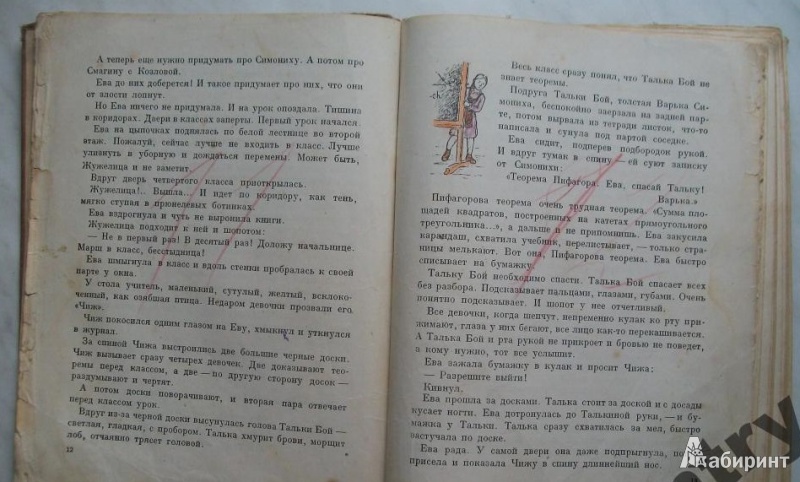 А теперь еще нужно придумать про Симониху. А потом про
Смагину с Козловой.
Ева до них доберется! И такое придумает про них, что они
от злости лопнут.
Но Ева ничего не придумала. И на урок опоздала. Тишина
в коридорах. Двери в классах заперты. Первый урок начался.
Ева на цыпочках поднялась по белой лестнице во второй
этаж. Пожалуй, сейчас лучше не входить в класс. Лучше
улизнуть в уборную и дождаться перемены. Может быть,
Жужелица и не заметит.
Вдруг дверь четвертого класса приоткрылась.
Жужелица!.. Вышла... И идет по коридору, как тень,
мягко ступая в прюнелевых ботинках.
Ева вздрогнула и чуть не выронила книги.
Жужелица подходит к ней и шопотом:
— Не в первый раз! В десятый раз! Доложу начальнице.
Марш в класс, бесстыдница!
Ева шмыгнула в класс и вдоль стенки пробралась к своей
парте у окна.
У стола учитель, маленький, сутулый, желтый, всклоко-
ченный, как озябшая птица. Недаром девочки прозвали его
«Чиж».
Чиж покосился одним глазом на Еву, хмыкнул и уткнулся
в журнал.
За спиной Чижа выстроились две большие черные доски.
Чиж вызывает сразу четырех девочек. Две доказывают тео-
ремы перед классом, а две — по другую сторону досок —
раздумывают и чертят.
А потом доски поворачивают, и вторая пара отвечает
перед классом урок.
Вдруг из-за черной доски высунулась голова Тальки Бой —
светлая, гладкая, с пробором. Талька хмурит брови, морщит
лоб, отчаянно трясет головой.
12
Весь класс сразу понял, что Талька Бой не
знает теоремы.
Подруга Тальки Бой, толстая Варька Си-
мониха, беспокойно заерзала на задней пар-
те, потом вырвала из тетради листок, что-то
написала и сунула под партой соседке.
Ева сидит, подперев подбородок рукой.
И вдруг тумак в спину — ей суют записку
от Симонихи:
«Теорема Пифагора. Ева, спасай Тальку!
Варька.»
Пифагорова теорема очень трудная теорема. «Сумма пло-
щадей квадратов, построенных на катетах прямоугольного
треугольника...», а дальше и не припомнишь. Ева закусила
карандаш, схватила учебник, перелистывает, — только стра-
ницы мелькают. Вот она, Пифагорова теорема. Ева быстро
списывает на бумажку.
Тальку Бой необходимо спасти. Талька Бой спасает всех
без разбора. Подсказывает пальцами, глазами, губами. Очень
понятно подсказывает. И шопот у нее отчетливый.
Все девочки, когда шепчут, непременно кулак ко рту при-
жимают, глаза у них бегают, все лицо как-то перекашивается.
А Талька Бой и рта рукой не прикроет и бровью не поведет,
а кому нужно, тот все услышит.
Ева зажала бумажку в кулак и просит Чижа:
— Разрешите выйти!
Кивнул.
Ева прошла за досками. Талька стоит за доской и с досады
кусает ногти. Ева дотронулась до Талькиной руки, — и бу-
мажка у Тальки. Талька сразу схватилась за мел, быстро
застучала по доске.
Ева рада. У самой двери она даже подпрыгнула, по-
присела и показала Чижу в спину длиннейший нос.
Лабиринт